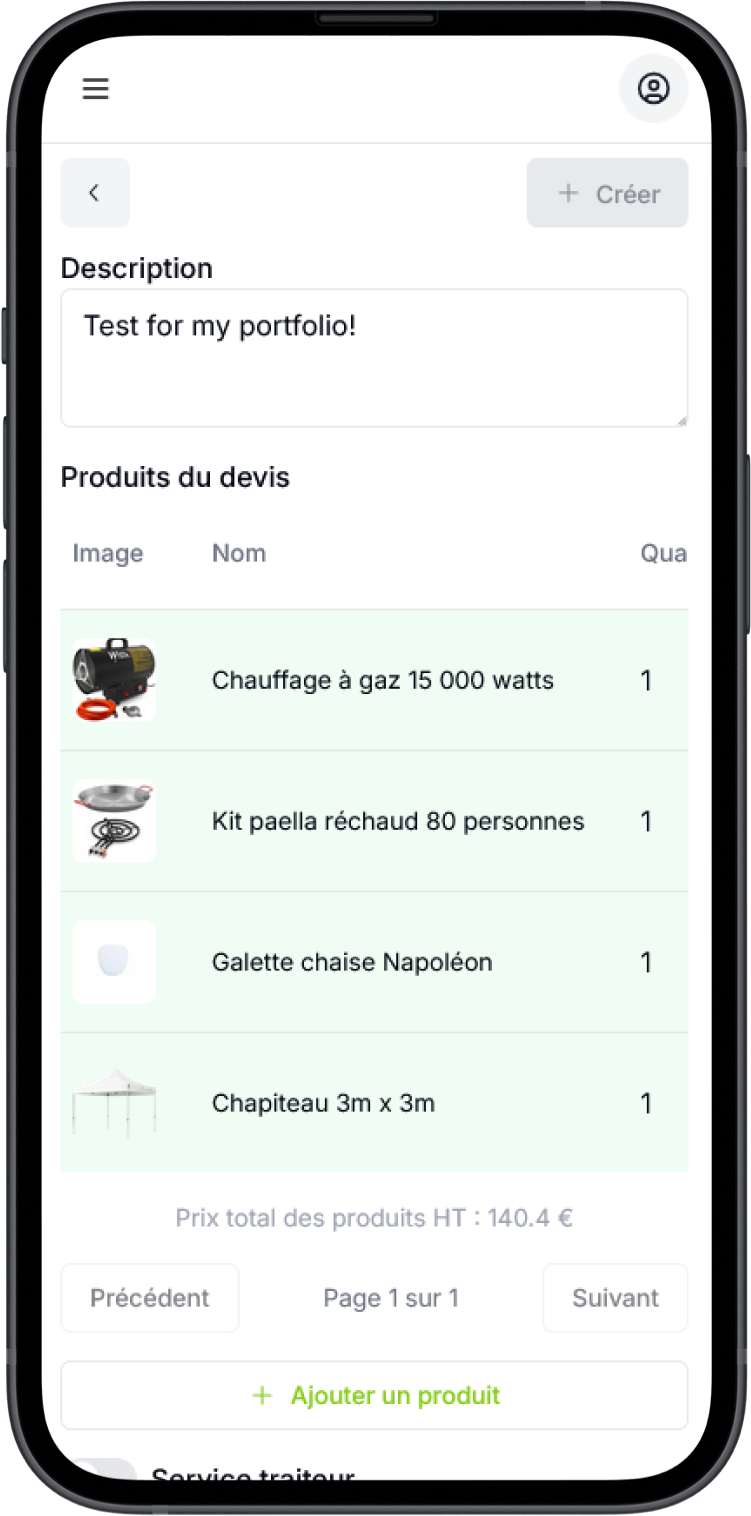 Créer
Description
Test for my portfolio!
Produits du devis
Image Nom Qua
Chauffage à gaz 15 000 watts 1
Kit paella réchaud 80 personnes 1
Galette chaise Napoléon 1
Chapiteau 3m x 3m 1
Prix total des produits HT : 140.4 €
Précédent Page 1 sur 1 Suivant
Ajouter un produit
Service traiteur